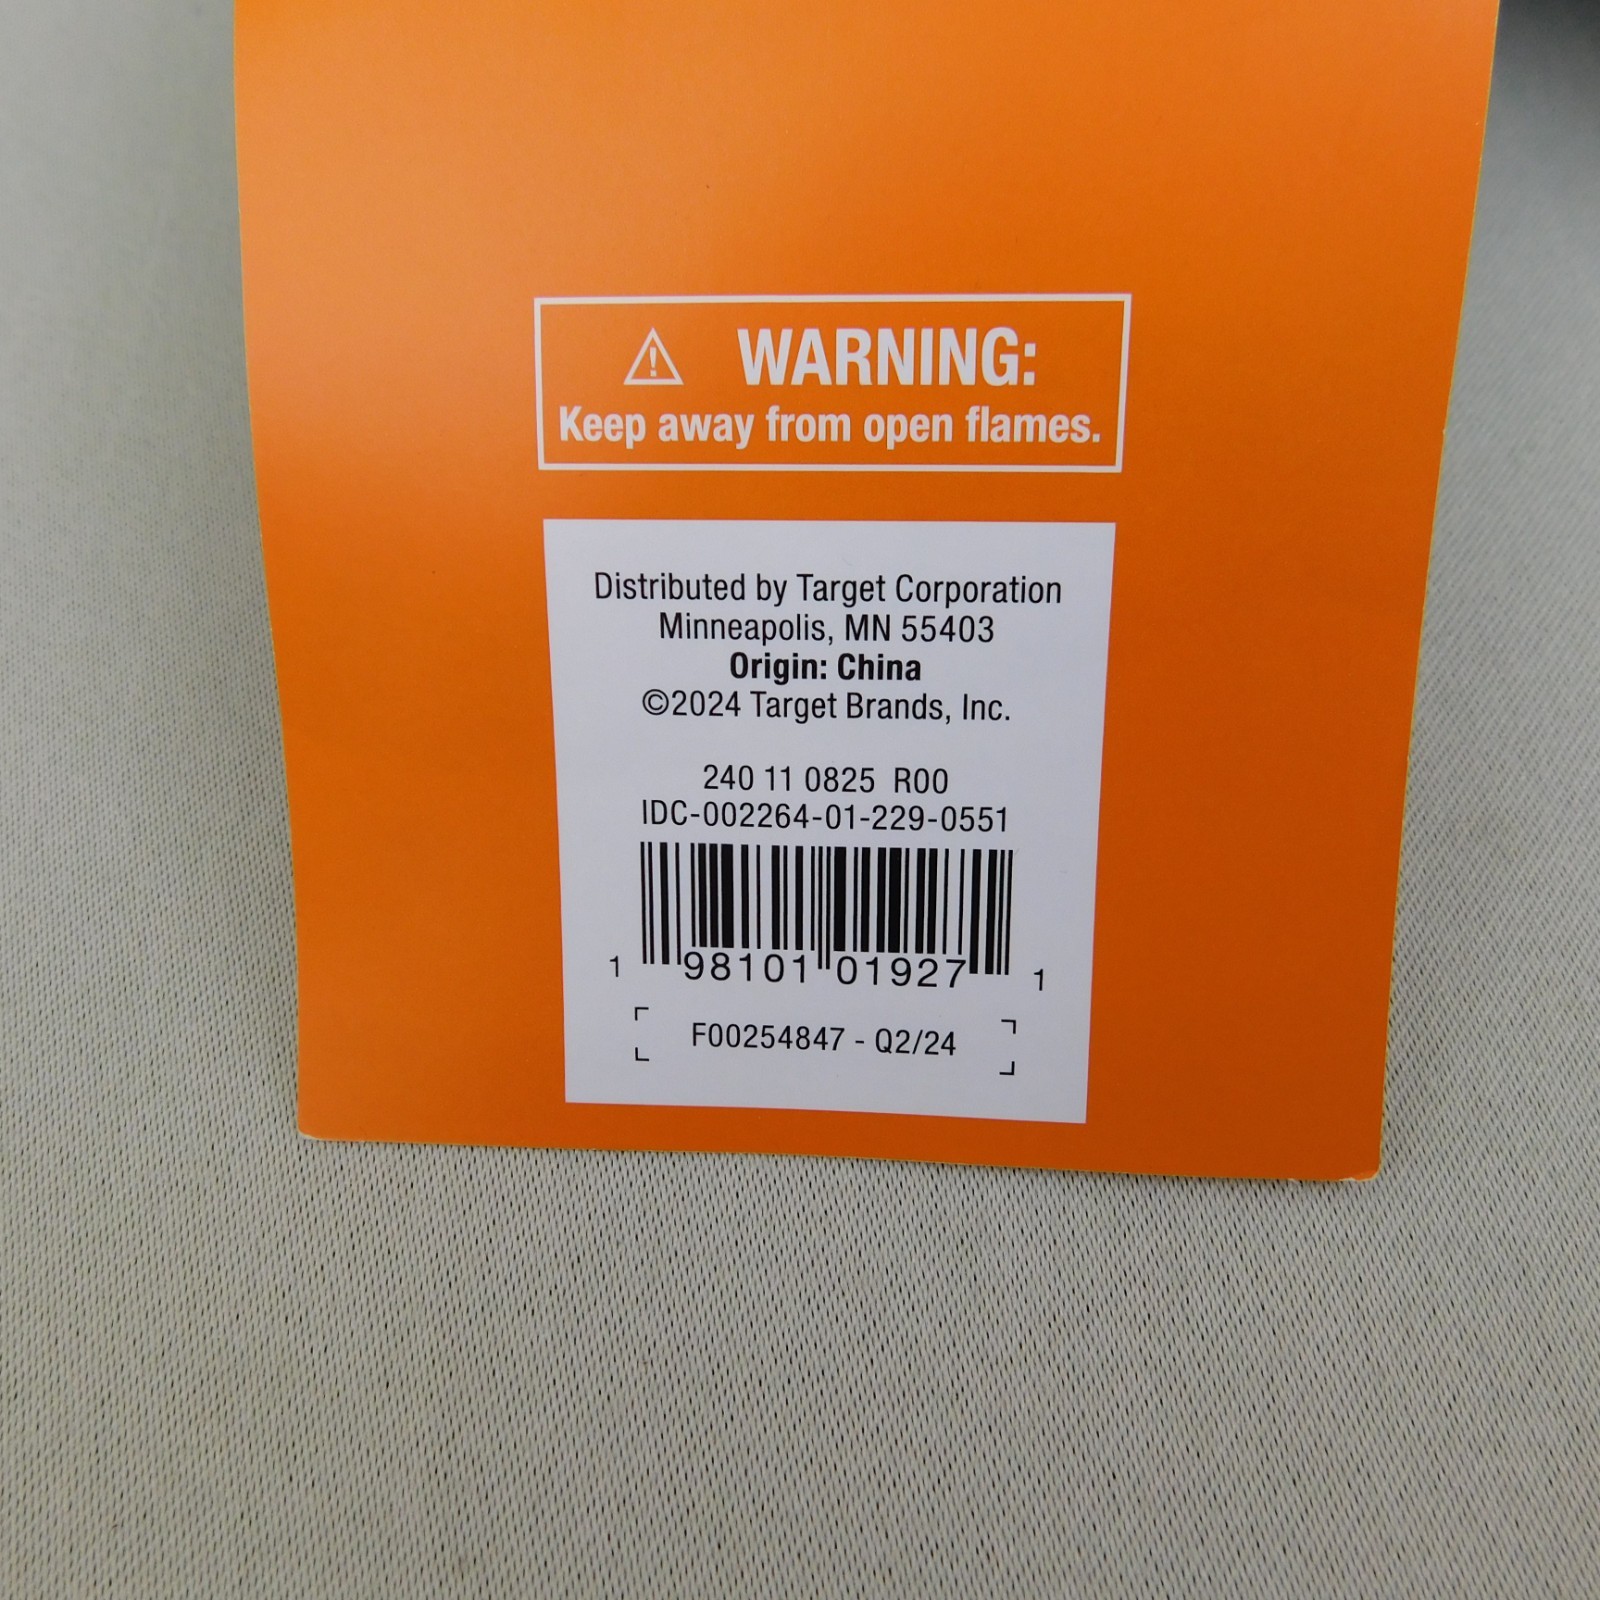 WARNING:
Keep away from open flames.
Distributed by Target Corporation
Minneapolis, MN 55403
Origin: China
©2024 Target Brands, Inc.
240 11 0825 R00
IDC-002264-01-229-0551
1 98101 01927 1
F00254847 - Q2/24